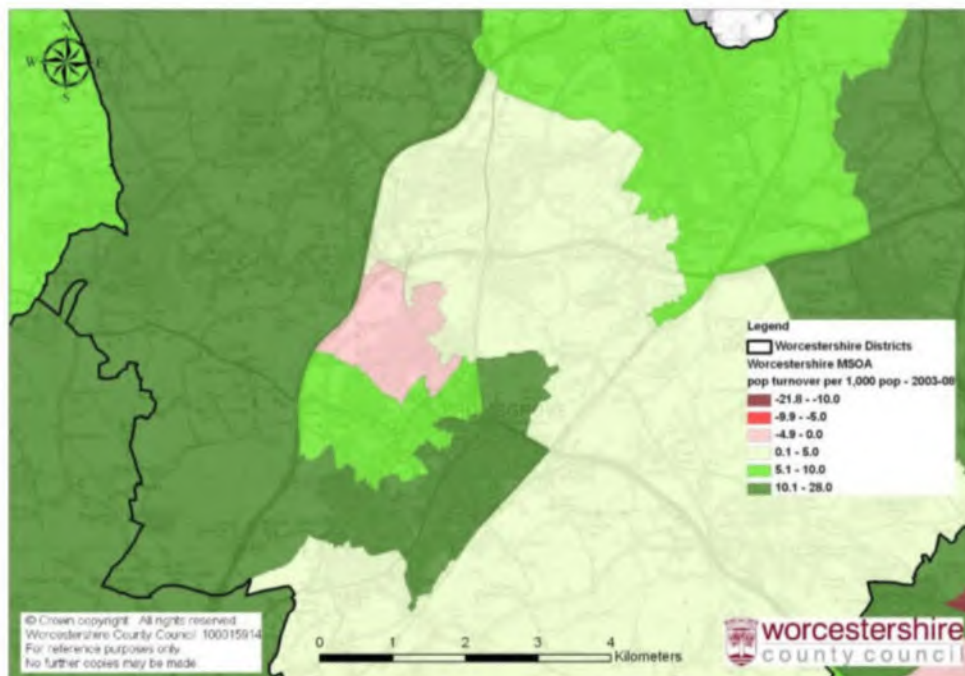 N
W E
S
Legend
Worcestershire Districts
Worcestershire MSOA
pop turnover per 1,000 pop - 2003-08
-21.8 - -10.0
-9.9 - -5.0
-4.9 - 0.0
0.1 - 5.0
5.1 - 10.0
10.1 - 28.0
© Crown copyright All rights reserved
Worcestershire County Council 100015914
For reference purposes only.
No further copies may be made.
0 1 2 3 4
Kilometers
worcestershire
county council